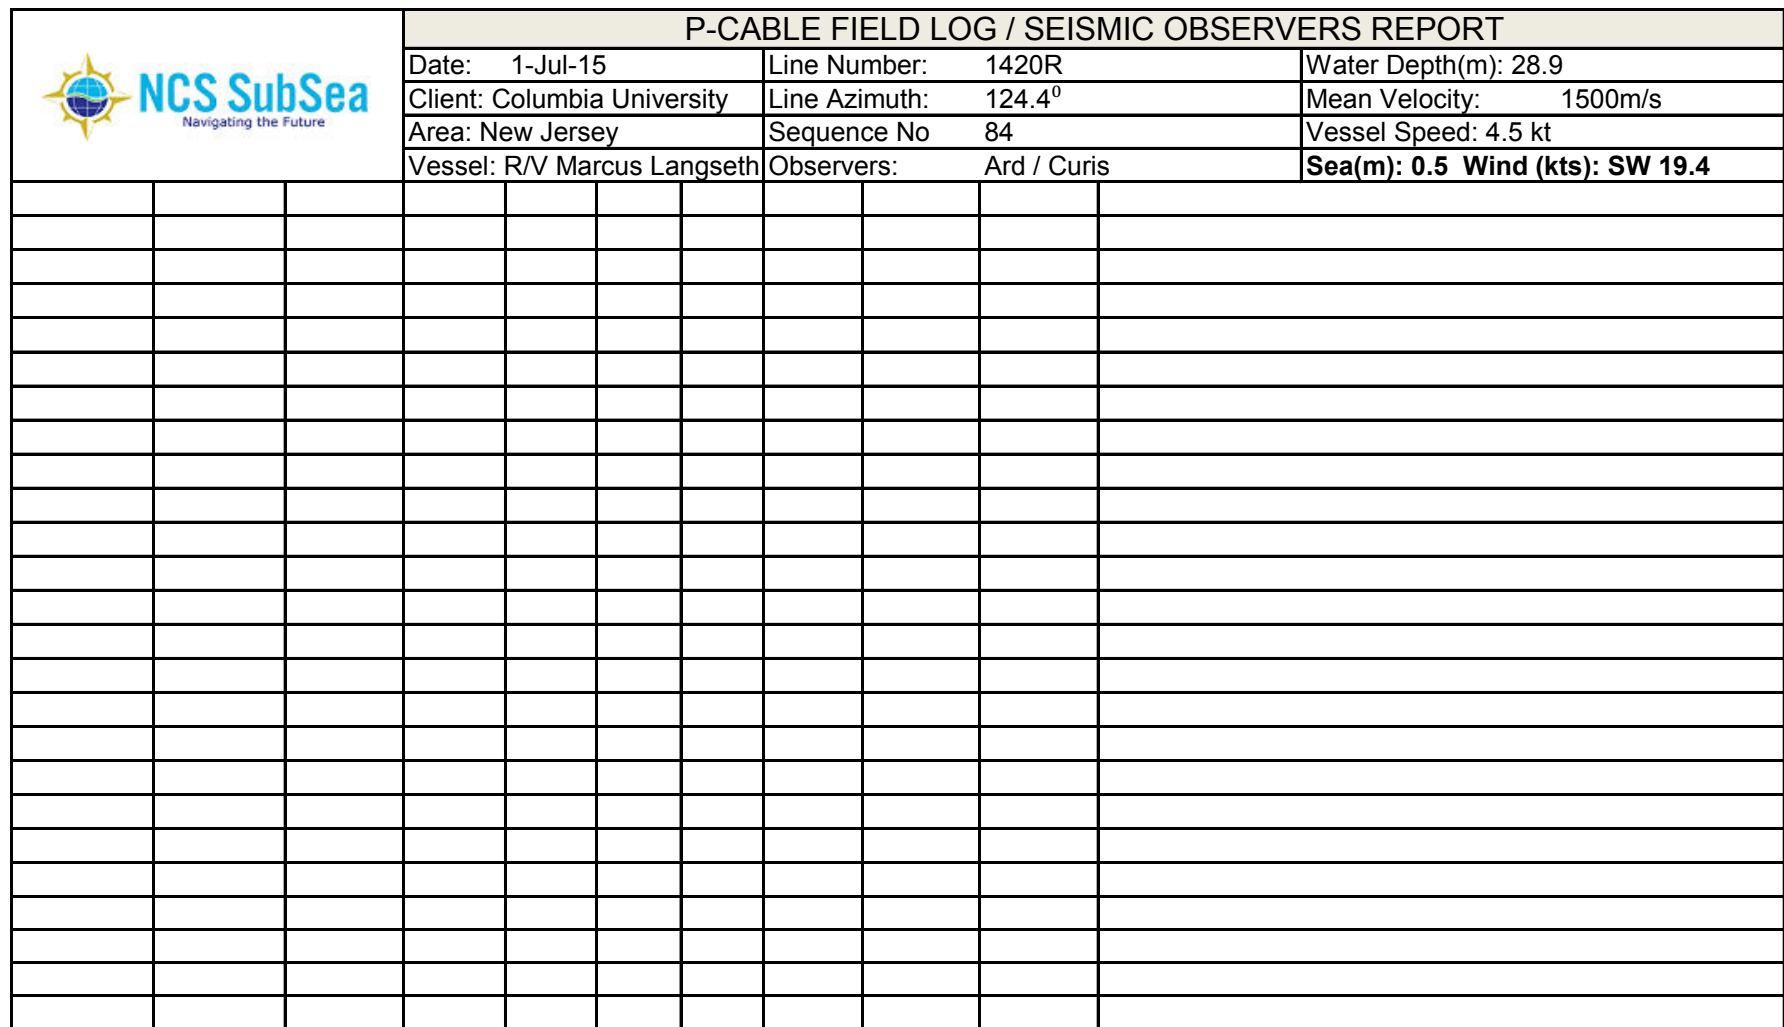 P-CABLE FIELD LOG / SEISMIC OBSERVERS REPORT
NCS SubSea
Navigating the Future
Date: 1-Jul-15 Line Number: 1420R Water Depth(m): 28.9
Client: Columbia University Line Azimuth: 124.4⁰ Mean Velocity: 1500m/s
Area: New Jersey Sequence No 84 Vessel Speed: 4.5 kt
Vessel: R/V Marcus Langseth Observers: Ard / Curis Sea(m): 0.5 Wind (kts): SW 19.4